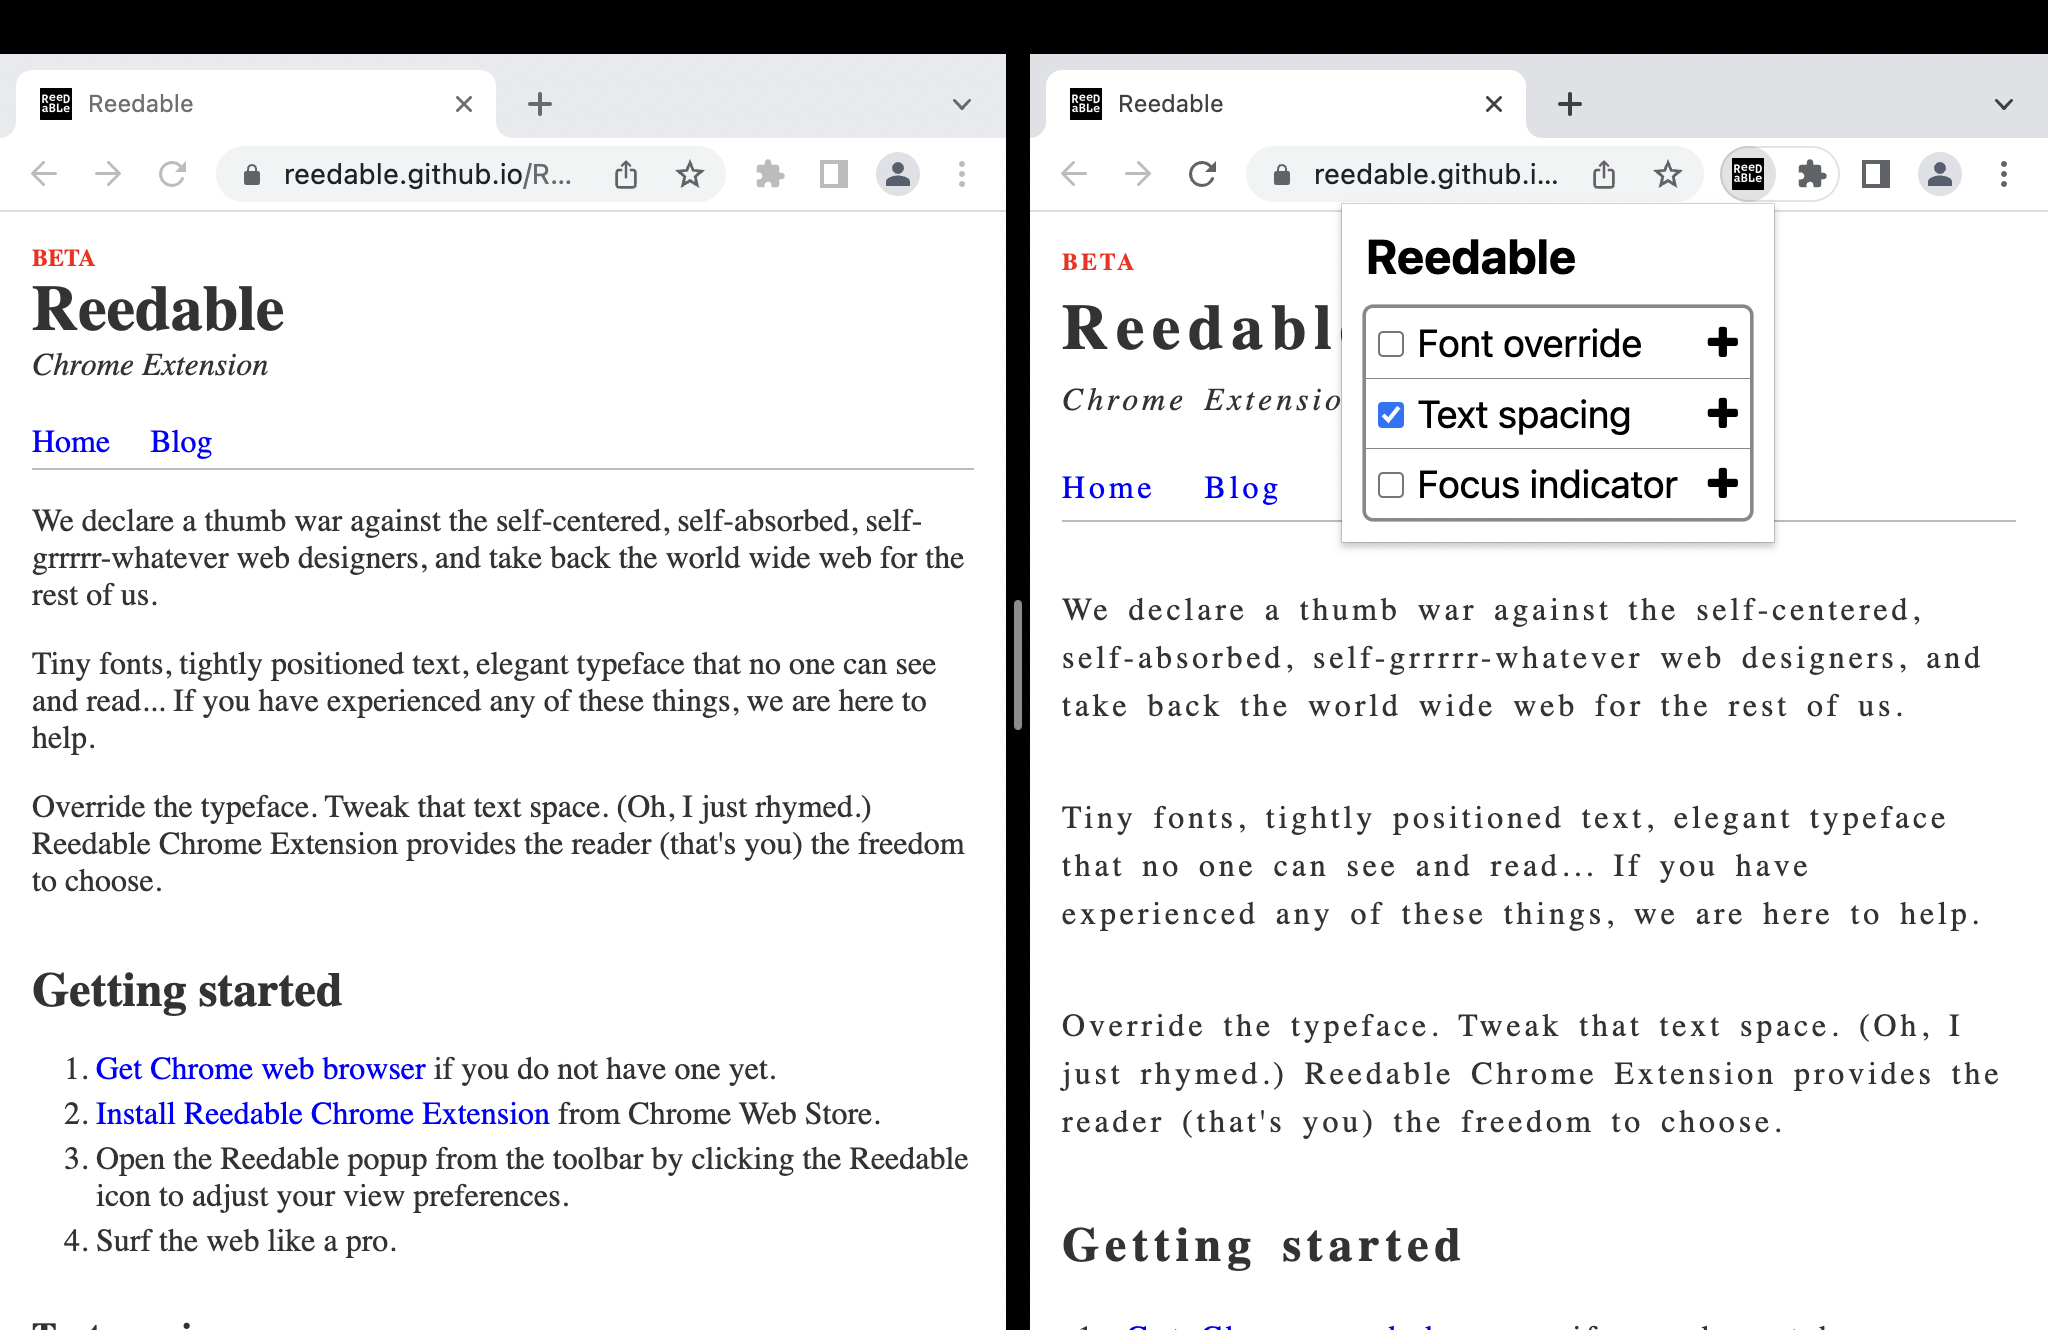 REED
ABLE
Reedable
reedable.github.io/R...
BETA
Reedable
Chrome Extension
Home Blog
We declare a thumb war against the self-centered, self-absorbed, self-
grrrrr-whatever web designers, and take back the world wide web for the
rest of us.
Tiny fonts, tightly positioned text, elegant typeface that no one can see
and read... If you have experienced any of these things, we are here to
help.
Override the typeface. Tweak that text space. (Oh, I just rhymed.)
Reedable Chrome Extension provides the reader (that's you) the freedom
to choose.
Getting started
1. Get Chrome web browser if you do not have one yet.
2. Install Reedable Chrome Extension from Chrome Web Store.
3. Open the Reedable popup from the toolbar by clicking the Reedable
icon to adjust your view preferences.
4. Surf the web like a pro.
REED
ABLE
Reedable
reedable.github.i...
REED
ABLE
Reedable
Font override
Text spacing
Focus indicator
BETA
Reedable
Chrome Extensio
Home Blog
We declare a thumb war against the self-centered,
self-absorbed, self-grrrrr-whatever web designers, and
take back the world wide web for the rest of us.
Tiny fonts, tightly positioned text, elegant typeface
that no one can see and read... If you have
experienced any of these things, we are here to help.
Override the typeface. Tweak that text space. (Oh, I
just rhymed.) Reedable Chrome Extension provides the
reader (that's you) the freedom to choose.
Getting started